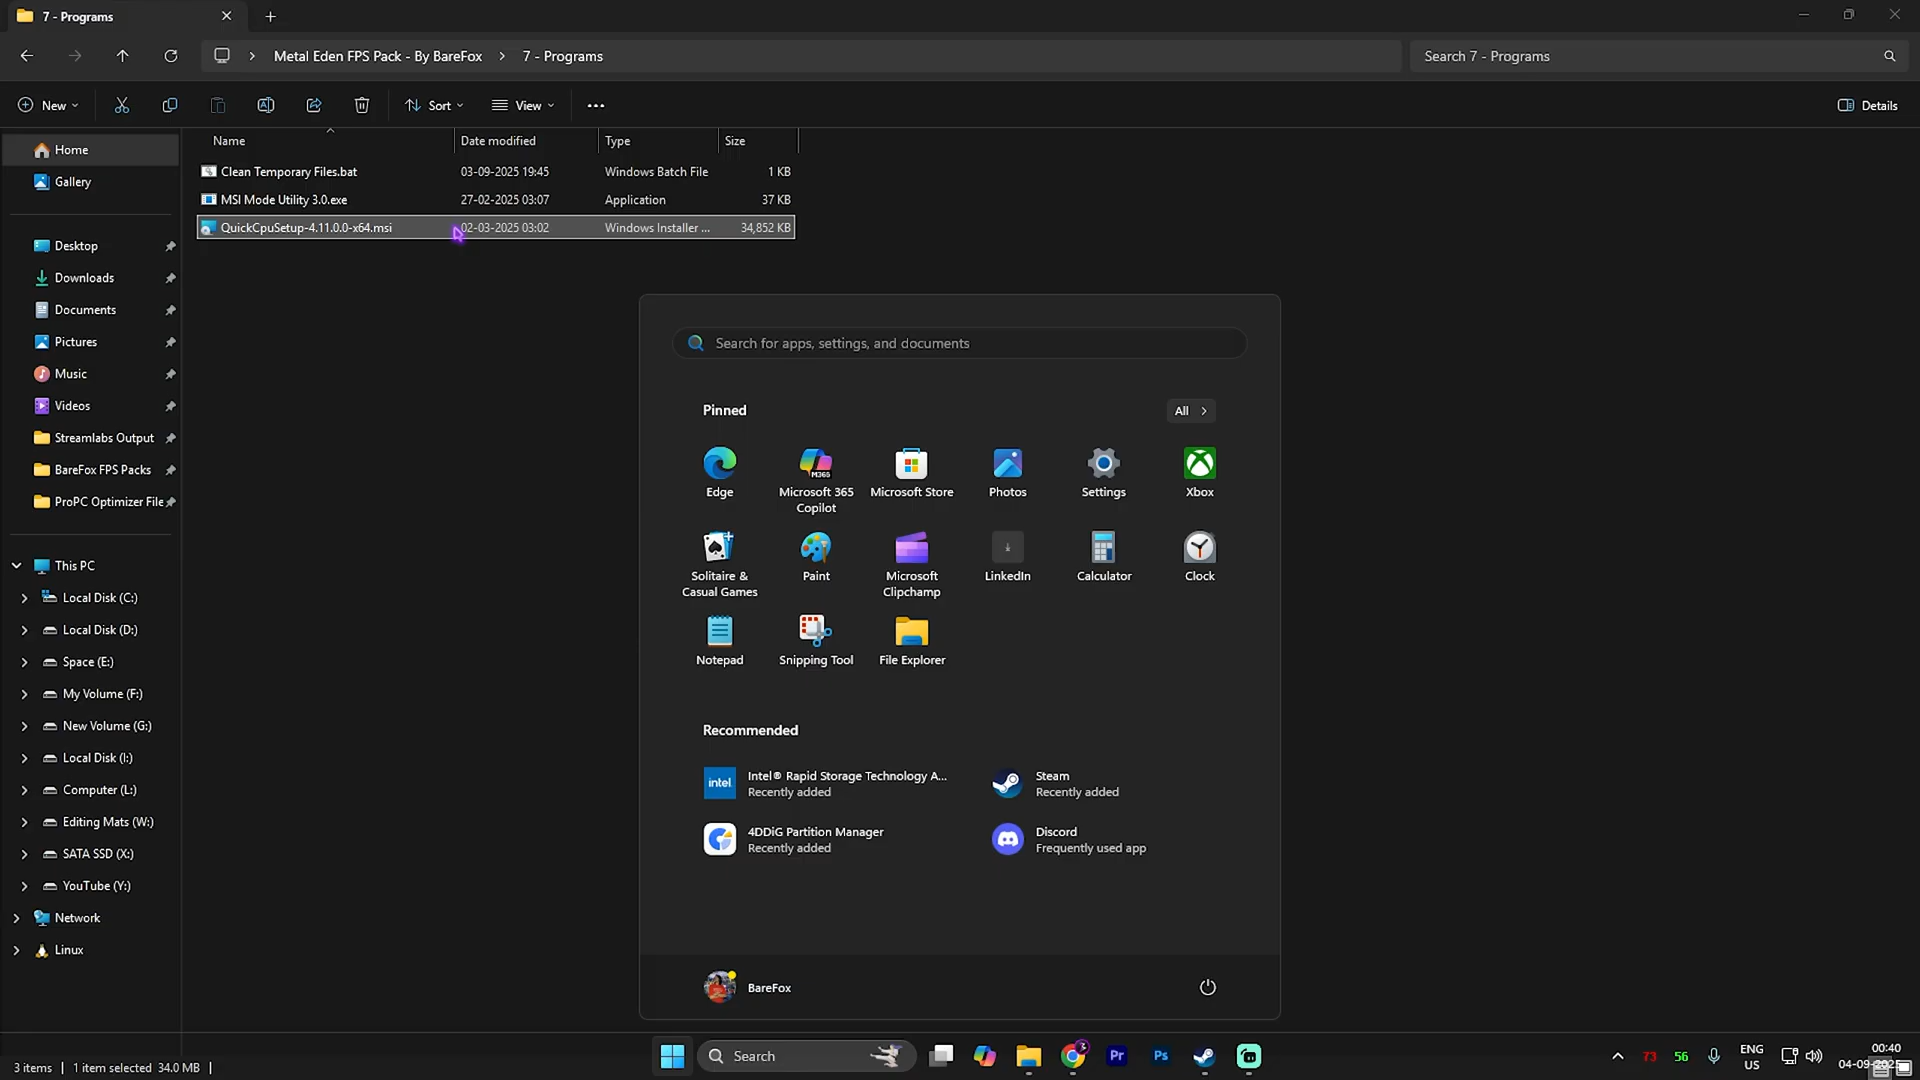 7 - Programs
Metal Eden FPS Pack - By BareFox
7 - Programs
Search 7 - Programs
New
Sort
View
Details
Name
Date modified
Type
Size
Clean Temporary Files.bat
03-09-2025 19:45
Windows Batch File
1 KB
MSI Mode Utility 3.0.exe
27-02-2025 03:07
Application
37 KB
QuickCpuSetup-4.11.0.0-x64.msi
02-03-2025 03:02
Windows Installer ...
34,852 KB
Home
Gallery
Desktop
Downloads
Documents
Pictures
Music
Videos
Streamlabs Output
BareFox FPS Packs
ProPC Optimizer File
This PC
Local Disk (C:)
Local Disk (D:)
Space (E:)
My Volume (F:)
New Volume (G:)
Local Disk (I:)
Computer (L:)
Editing Mats (W:)
SATA SSD (X:)
YouTube (Y:)
Network
Linux
Search for apps, settings, and documents
Pinned
All
Edge
M365
Microsoft 365
Copilot
Microsoft Store
Photos
Settings
Xbox
Solitaire &
Casual Games
Paint
Microsoft
Clipchamp
LinkedIn
Calculator
Clock
Notepad
Snipping Tool
File Explorer
Recommended
intel
Intel® Rapid Storage Technology A...
Recently added
Steam
Recently added
4DDiG Partition Manager
Recently added
Discord
Frequently used app
BareFox
3 items
1 item selected 34.0 MB
Search
Pr
Ps
73
56
ENG
US
00:40